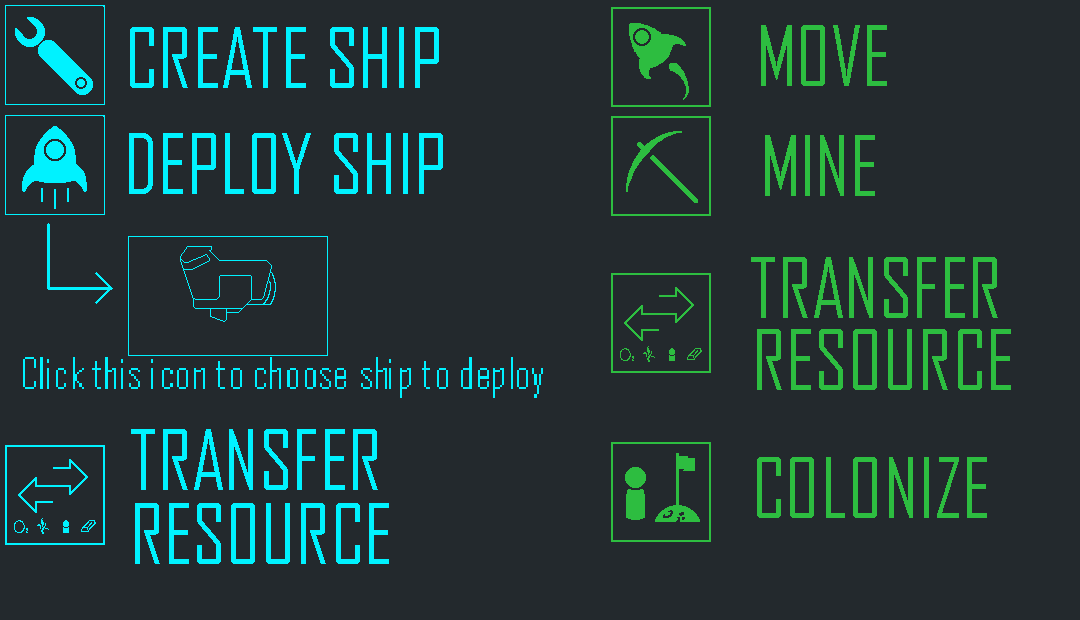 CREATE SHIP
DEPLOY SHIP
Click this icon to choose ship to deploy
TRANSFER
RESOURCE
MOVE
MINE
TRANSFER
RESOURCE
COLONIZE